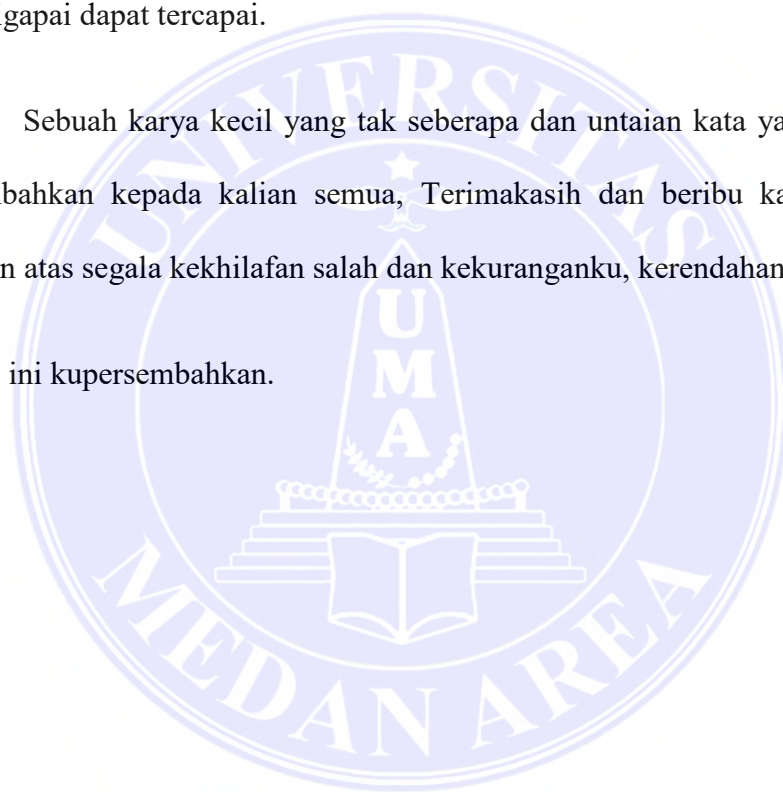 gapai dapat tercapai.
Sebuah karya kecil yang tak seberapa dan untaian kata ya
bahkan kepada kalian semua, Terimakasih dan beribu ka
n atas segala kekhilafan salah dan kekuranganku, kerendahan
ini kupersembahkan.
UNIVERSITAS
UMA
MEDAN AREA